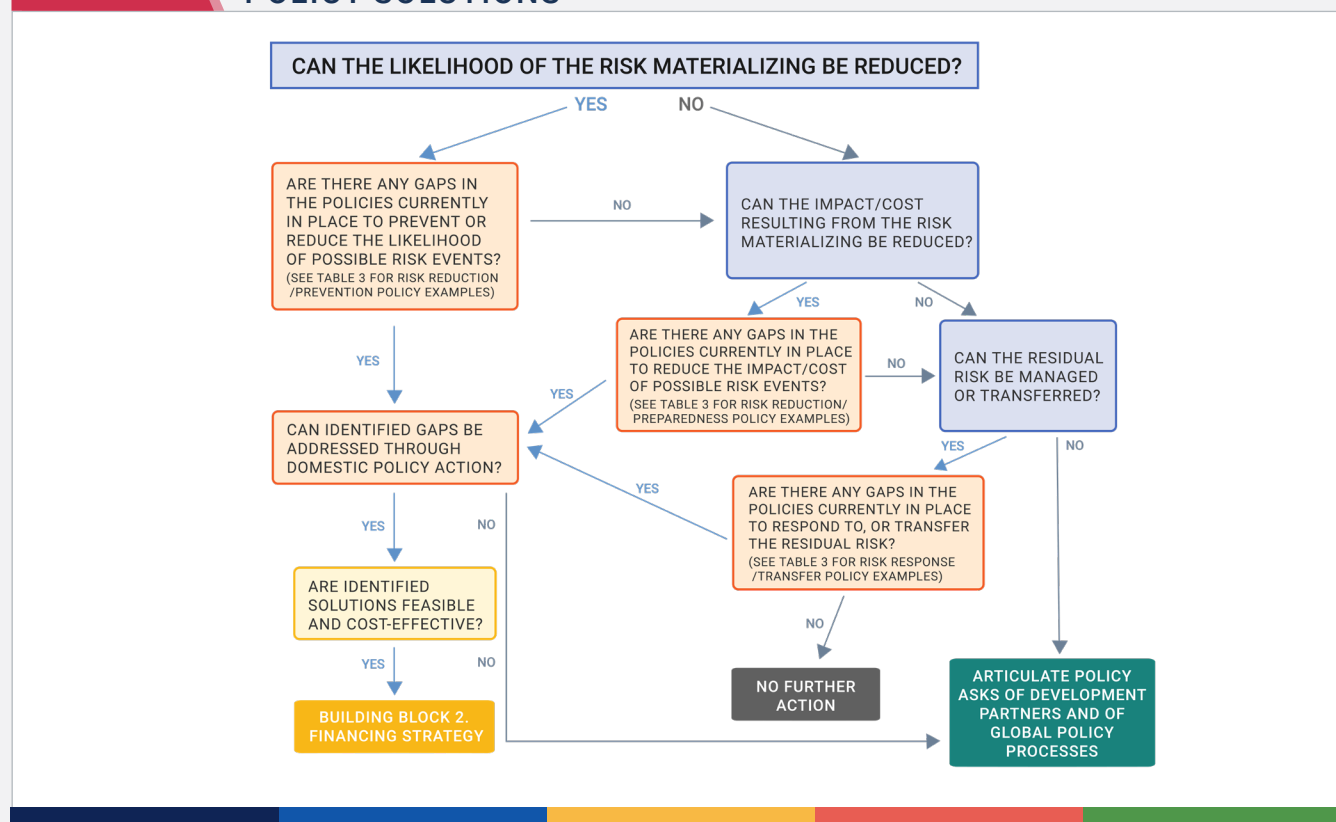 POLICY SOLUTIONS
CAN THE LIKELIHOOD OF THE RISK MATERIALIZING BE REDUCED?
YES
NO
ARE THERE ANY GAPS IN
THE POLICIES CURRENTLY
IN PLACE TO PREVENT OR
REDUCE THE LIKELIHOOD
OF POSSIBLE RISK EVENTS?
(SEE TABLE 3 FOR RISK REDUCTION
/PREVENTION POLICY EXAMPLES)
NO
CAN THE IMPACT/COST
RESULTING FROM THE RISK
MATERIALIZING BE REDUCED?
YES
NO
YES
ARE THERE ANY GAPS IN THE
POLICIES CURRENTLY IN PLACE
TO REDUCE THE IMPACT/COST
OF POSSIBLE RISK EVENTS?
(SEE TABLE 3 FOR RISK REDUCTION/
PREPAREDNESS POLICY EXAMPLES)
NO
CAN THE RESIDUAL
RISK BE MANAGED
OR TRANSFERRED?
YES
CAN IDENTIFIED GAPS BE
ADDRESSED THROUGH
DOMESTIC POLICY ACTION?
YES
NO
YES
ARE THERE ANY GAPS IN THE
POLICIES CURRENTLY IN PLACE
TO RESPOND TO, OR TRANSFER
THE RESIDUAL RISK?
(SEE TABLE 3 FOR RISK RESPONSE
/TRANSFER POLICY EXAMPLES)
YES
NO
ARE IDENTIFIED
SOLUTIONS FEASIBLE
AND COST-EFFECTIVE?
NO
YES
NO
NO FURTHER
ACTION
ARTICULATE POLICY
ASKS OF DEVELOPMENT
PARTNERS AND OF
GLOBAL POLICY
PROCESSES
BUILDING BLOCK 2.
FINANCING STRATEGY